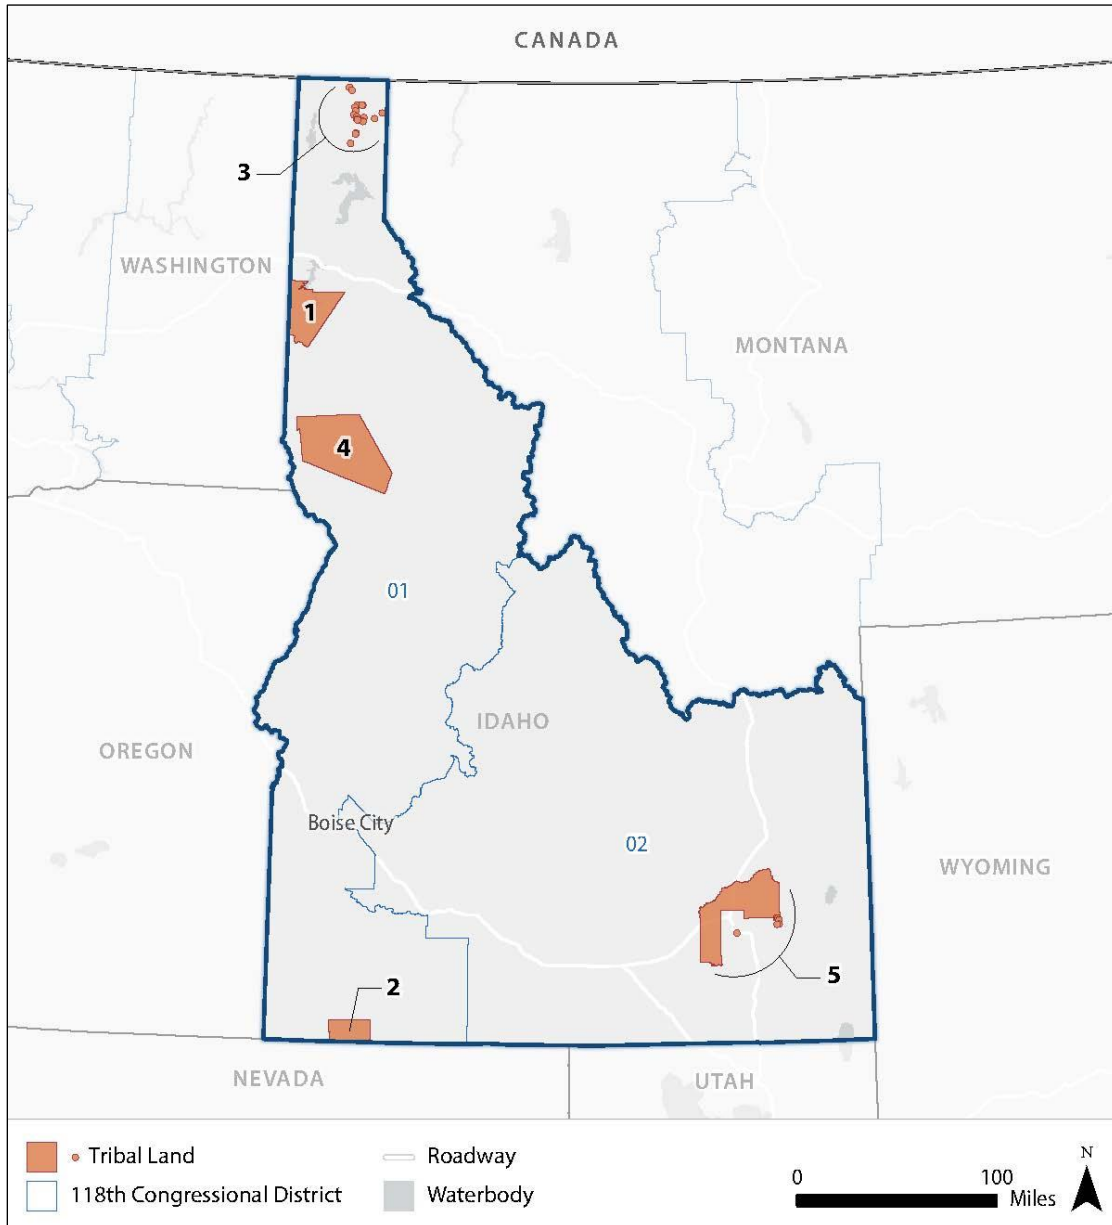 CANADA
3
WASHINGTON
1
MONTANA
4
01
IDAHO
OREGON
Boise City
02
WYOMING
5
2
NEVADA
UTAH
Tribal Land
Roadway
118th Congressional District
Waterbody
0
100
Miles
N